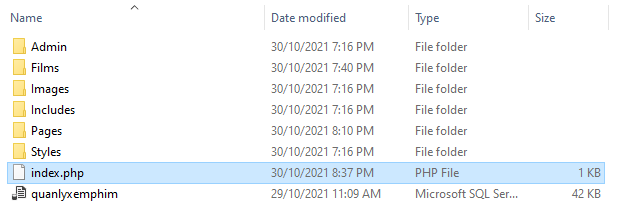 Name Date modified Type Size
Admin 30/10/2021 7:16 PM File folder
Films 30/10/2021 7:40 PM File folder
Images 30/10/2021 7:16 PM File folder
Includes 30/10/2021 7:16 PM File folder
Pages 30/10/2021 8:10 PM File folder
Styles 30/10/2021 7:16 PM File folder
index.php 30/10/2021 8:37 PM PHP File 1 KB
quanlyxemphim 29/10/2021 11:09 AM Microsoft SQL Ser... 42 KB